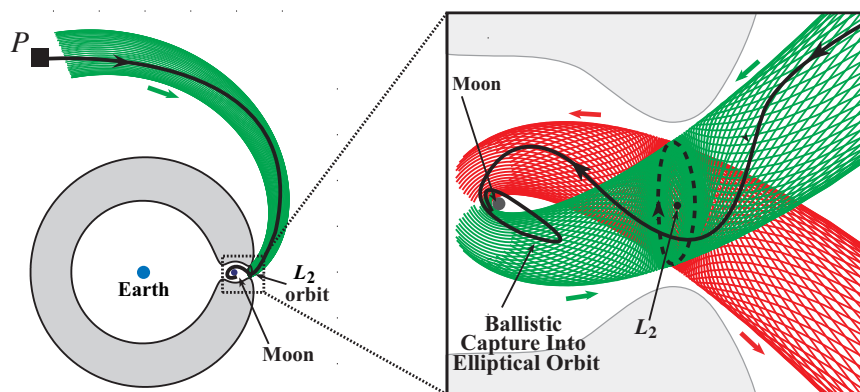 P
Earth
L2
orbit
Moon
Moon
L2
Ballistic
Capture Into
Elliptical Orbit